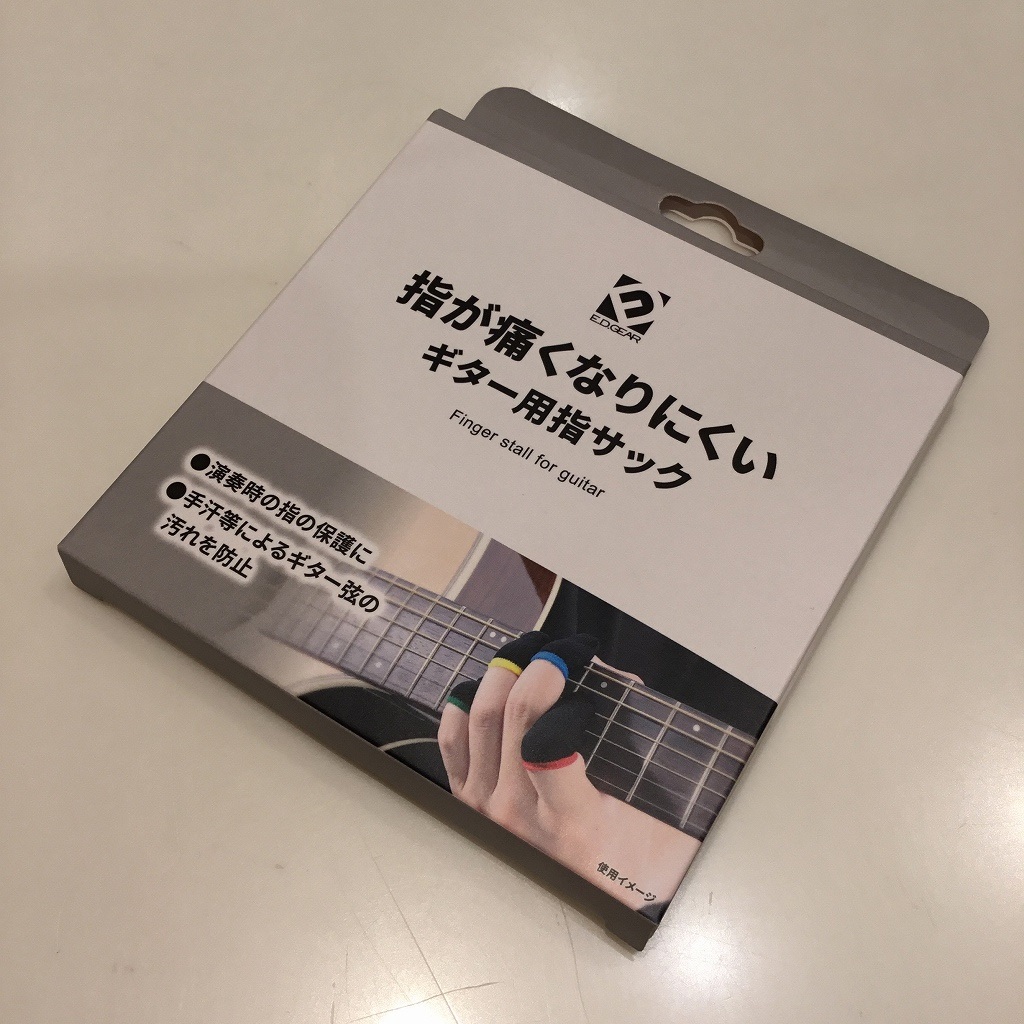 E.D.GEAR
指が痛くなりにくい
ギター用指サック
Finger stall for guitar
●演奏時の指の保護に
●手汗等によるギター弦の
汚れを防止
使用イメージ